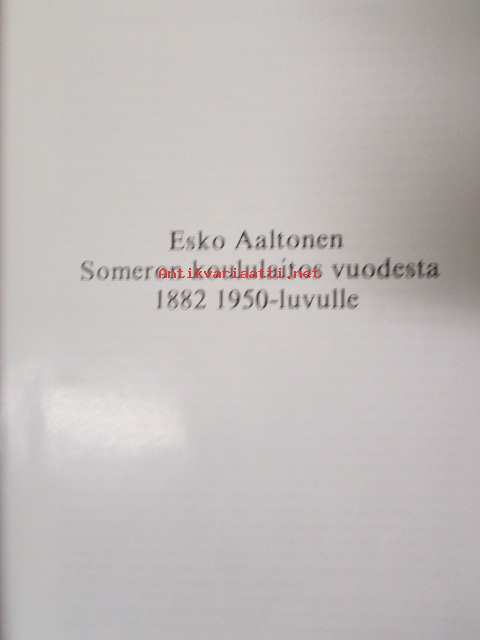 Esko Aaltonen
Someron koululaitos vuodesta
Antikvariaatti.net
1882 1950-luvulle